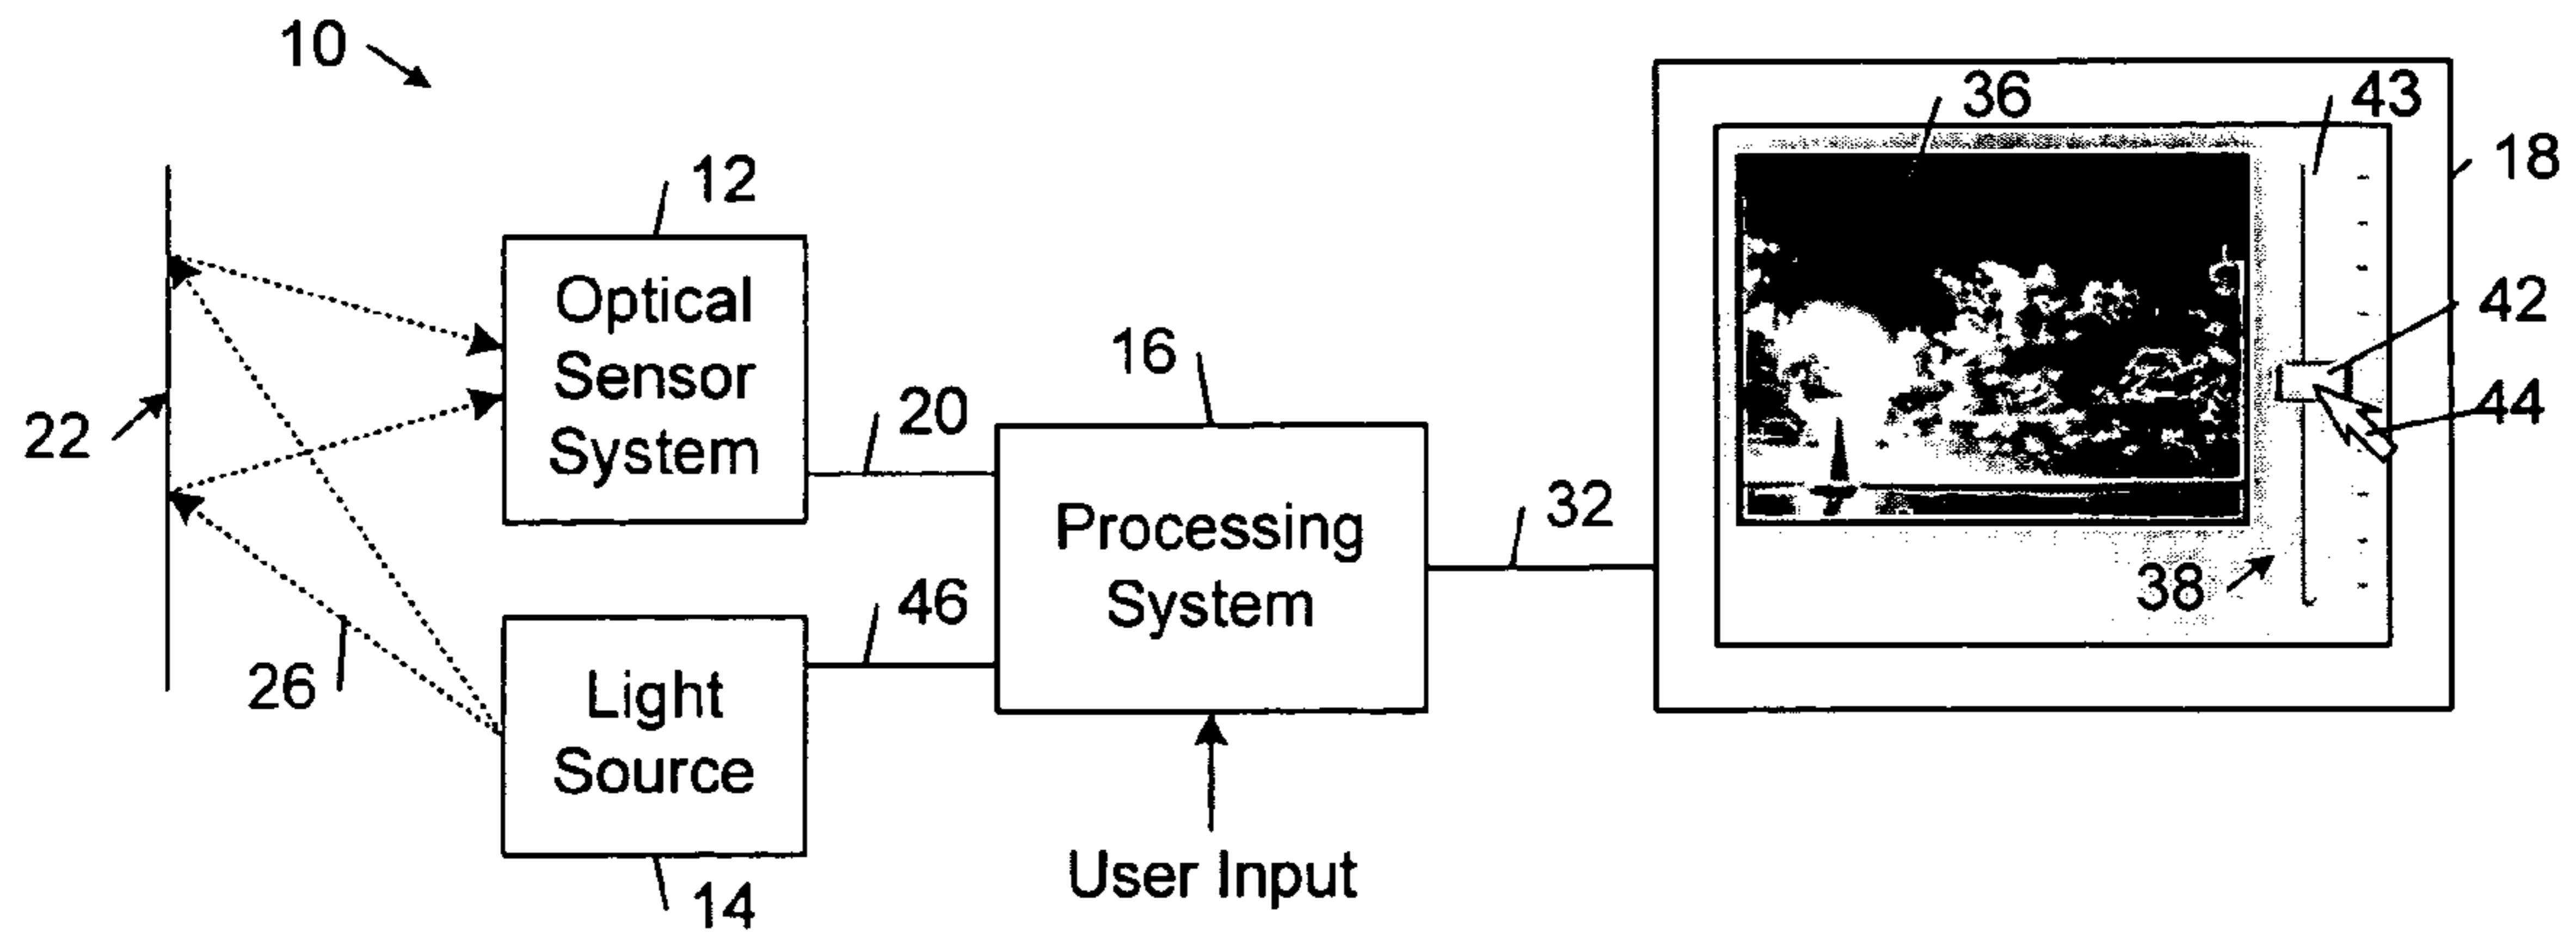 10
36
43
18
12
Optical
Sensor
System
42
16
44
22
20
32
Processing
System
46
38
26
Light
Source
User Input
14